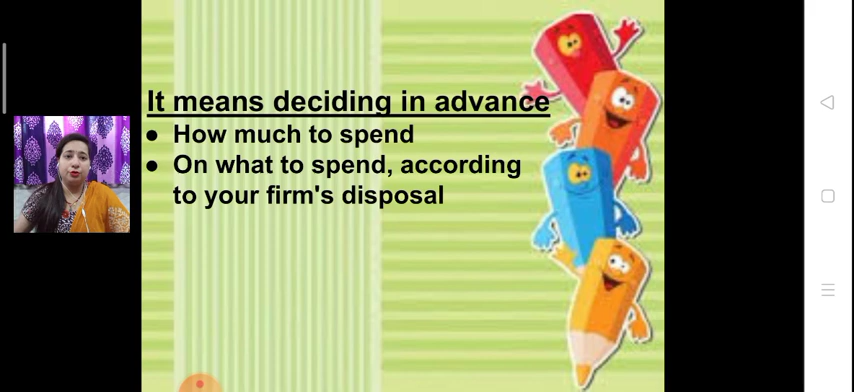 It means deciding in advance
● How much to spend
● On what to spend, according
to your firm's disposal